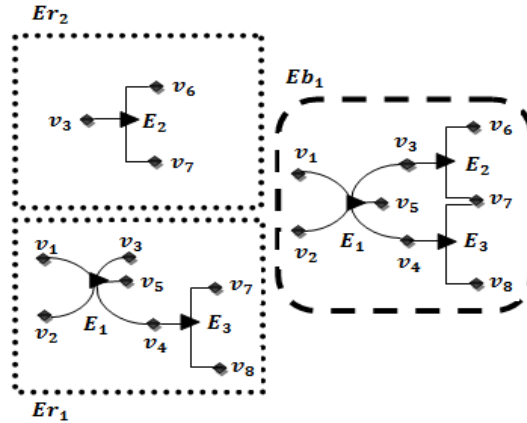 Er₂
v₆
v₃ E₂
v₇
Er₁
v₁ v₃
v₅
v₂ E₁ v₄
v₇
E₃
v₈
Eb₁
v₁ v₃ v₆
E₂
v₅ v₇
v₂ E₁ v₄ E₃
v₈